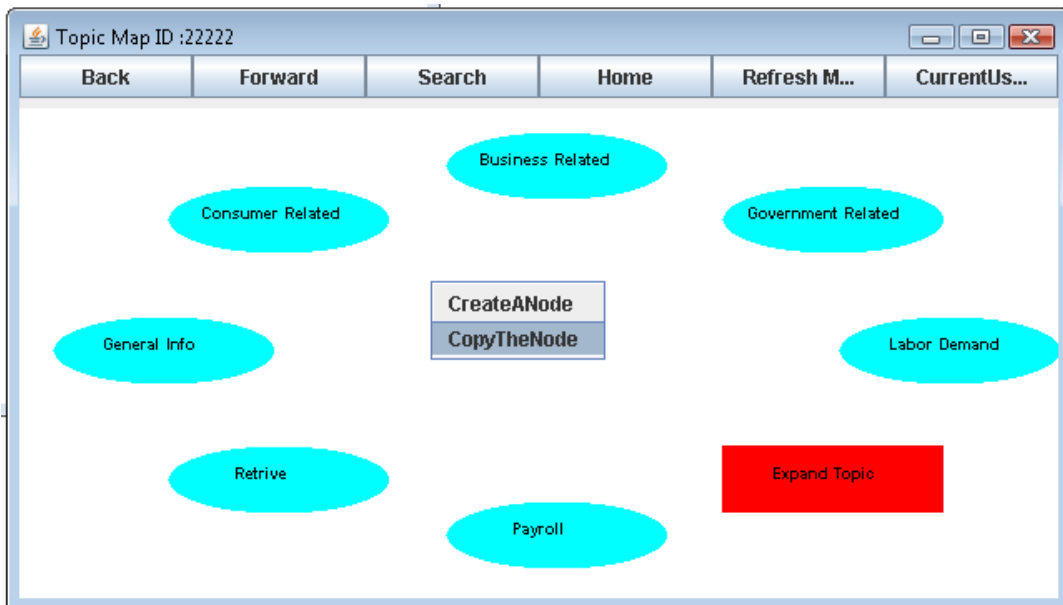 Topic Map ID :22222
Back
Forward
Search
Home
Refresh M...
CurrentUs...
Business Related
Consumer Related
Government Related
CreateANode
CopyTheNode
General Info
Labor Demand
Retrive
Expand Topic
Payroll